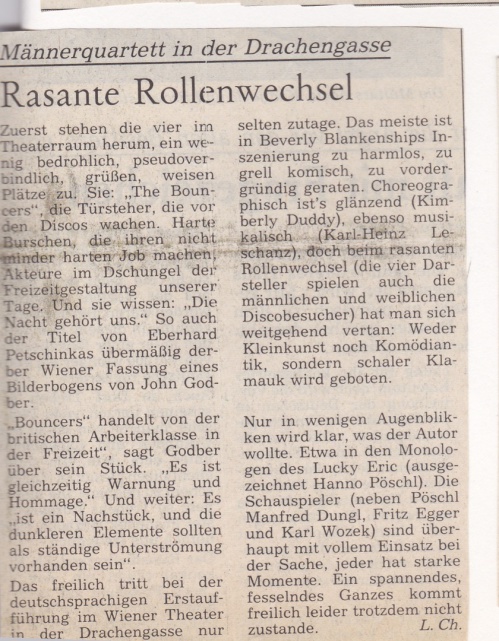 Männerquartett in der Drachengasse
Rasante Rollenwechsel
Zuerst stehen die vier im
Theaterraum herum, ein we-
nig bedrohlich, pseudover-
bindlich, grüßen, weisen
Plätze zu. Sie: „The Boun-
cers“, die Türsteher, die vor
den Discos wachen. Harte
Burschen, die ihren nicht
minder harten Job machen,
Akteure im Dschungel der
Freizeitgestaltung unserer
Tage. Und sie wissen: „Die
Nacht gehört uns.“ So auch
der Titel von Eberhard
Petschinkas übermäßig der-
ber Wiener Fassung eines
Bilderbogens von John God-
ber.
„Bouncers“ handelt von der
britischen Arbeiterklasse in
der Freizeit“, sagt Godber
über sein Stück. „Es ist
gleichzeitig Warnung und
Hommage.“ Und weiter: Es
„ist ein Nachstück, und die
dunkleren Elemente sollten
als ständige Unterströmung
vorhanden sein“.
Das freilich tritt bei der
deutschsprachigen Erstauf-
führung im Wiener Theater
in der Drachengasse nur
selten zutage. Das meiste ist
in Beverly Blankenships In-
szenierung zu harmlos, zu
grell komisch, zu vorder-
gründig geraten. Choreogra-
phisch ist's glänzend (Kim-
berly Duddy), ebenso musi-
kalisch (Karl-Heinz Le-
schanz), doch beim rasanten
Rollenwechsel (die vier Dar-
steller spielen auch die
männlichen und weiblichen
Discobesucher) hat man sich
weitgehend vertan: Weder
Kleinkunst noch Komödian-
tik, sondern schaler Kla-
mauk wird geboten.
Nur in wenigen Augenblik-
ken wird klar, was der Autor
wollte. Etwa in den Monolo-
gen des Lucky Eric (ausge-
zeichnet Hanno Pöschl). Die
Schauspieler (neben Pöschl
Manfred Dungl, Fritz Egger
und Karl Wozek) sind über-
haupt mit vollem Einsatz bei
der Sache, jeder hat starke
Momente. Ein spannendes,
fesselndes Ganzes kommt
freilich leider trotzdem nicht
zustande. L. Ch.